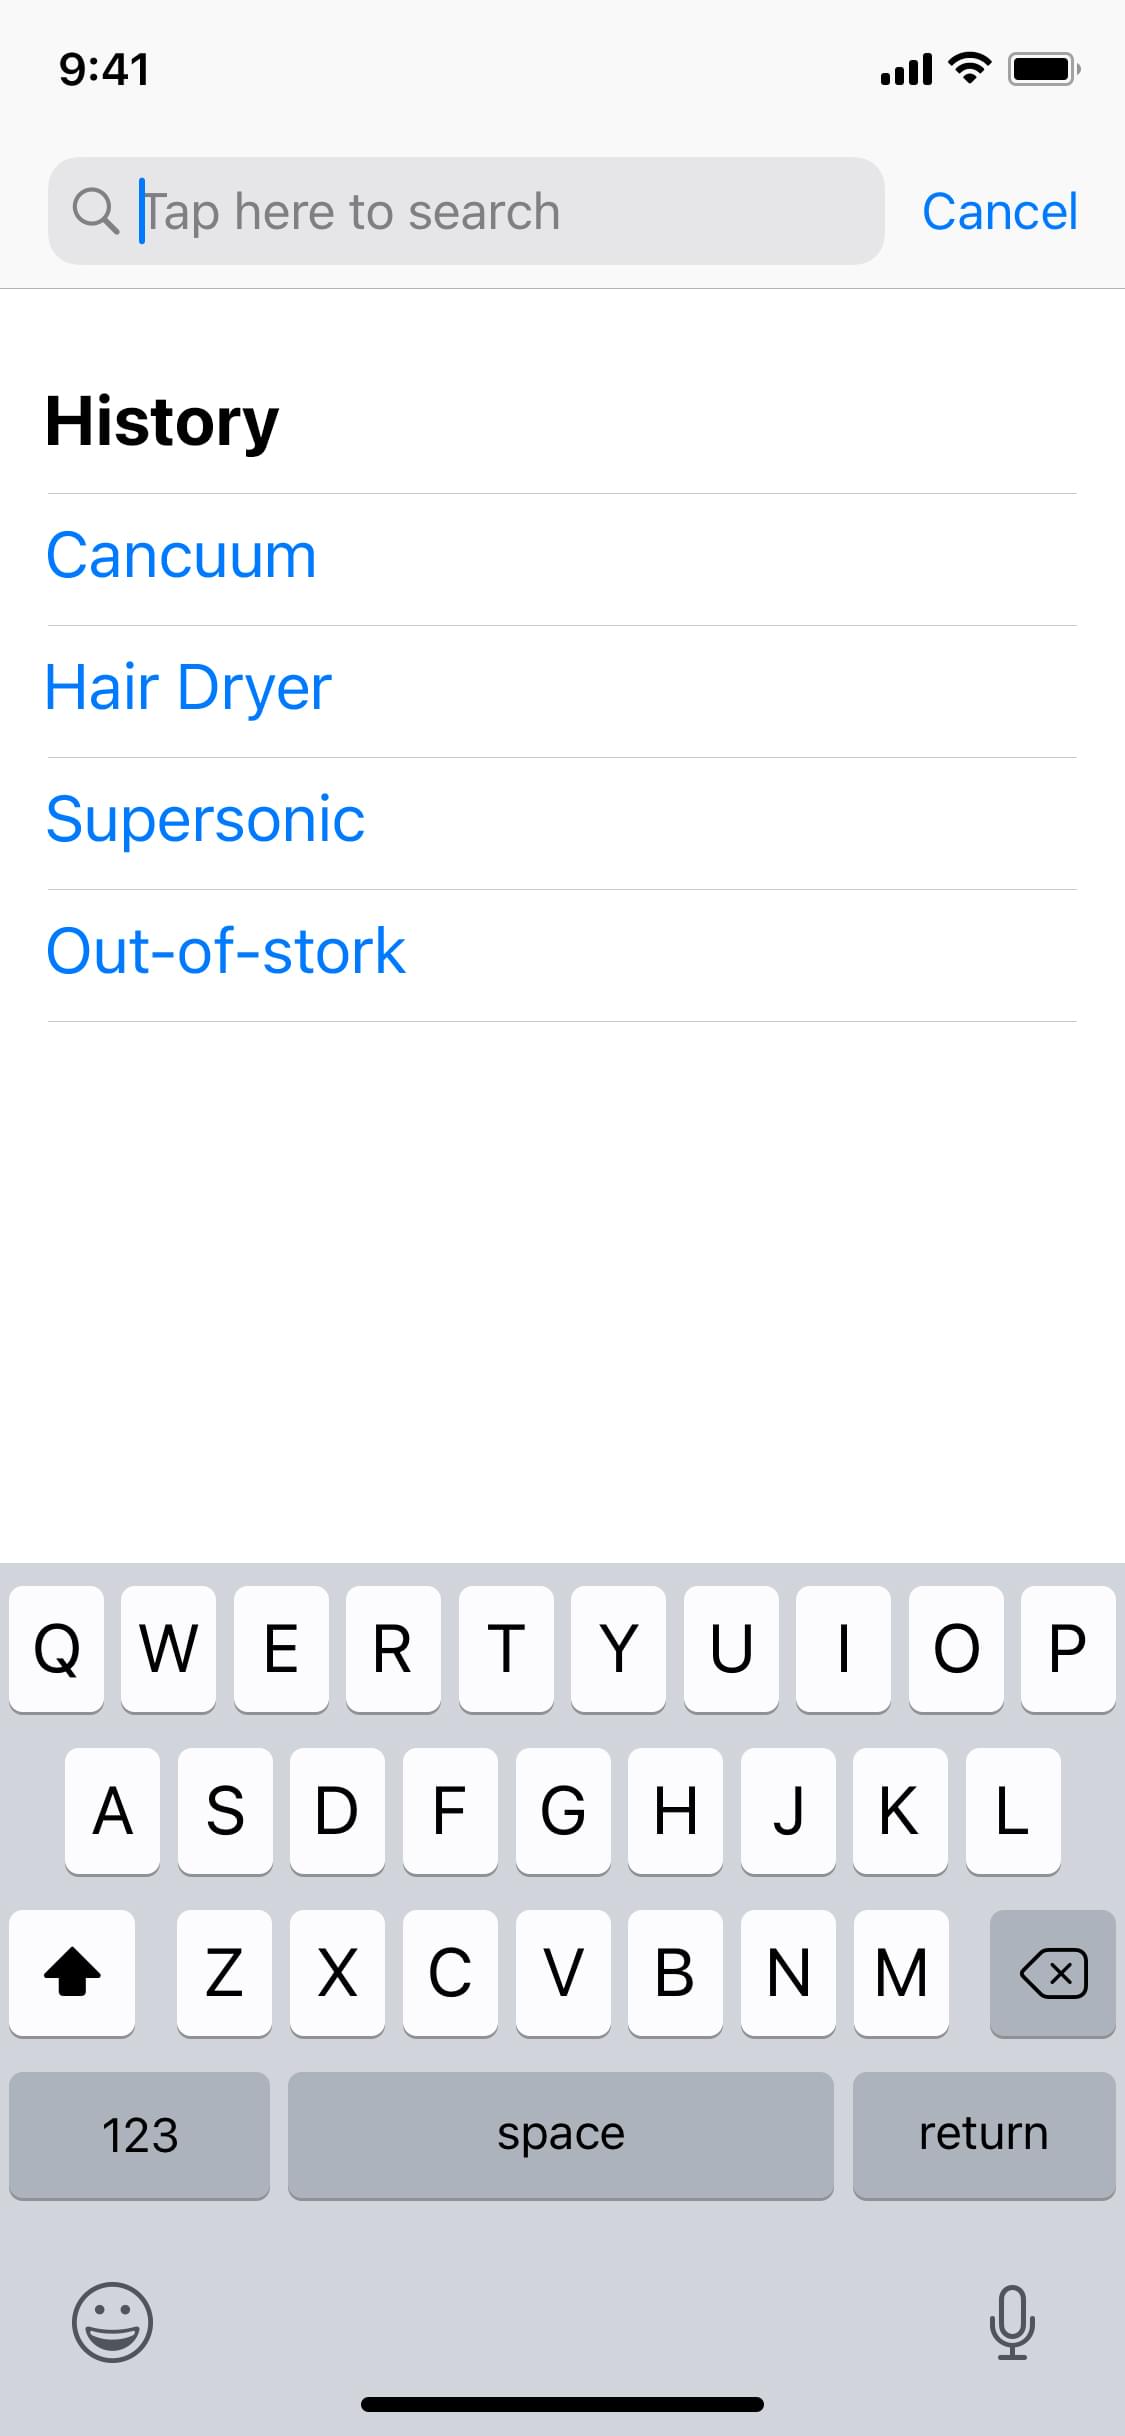 9:41
Tap here to search
Cancel
History
Cancuum
Hair Dryer
Supersonic
Out-of-stork
Q W E R T Y U I O P
A S D F G H J K L
Z X C V B N M
123 space return